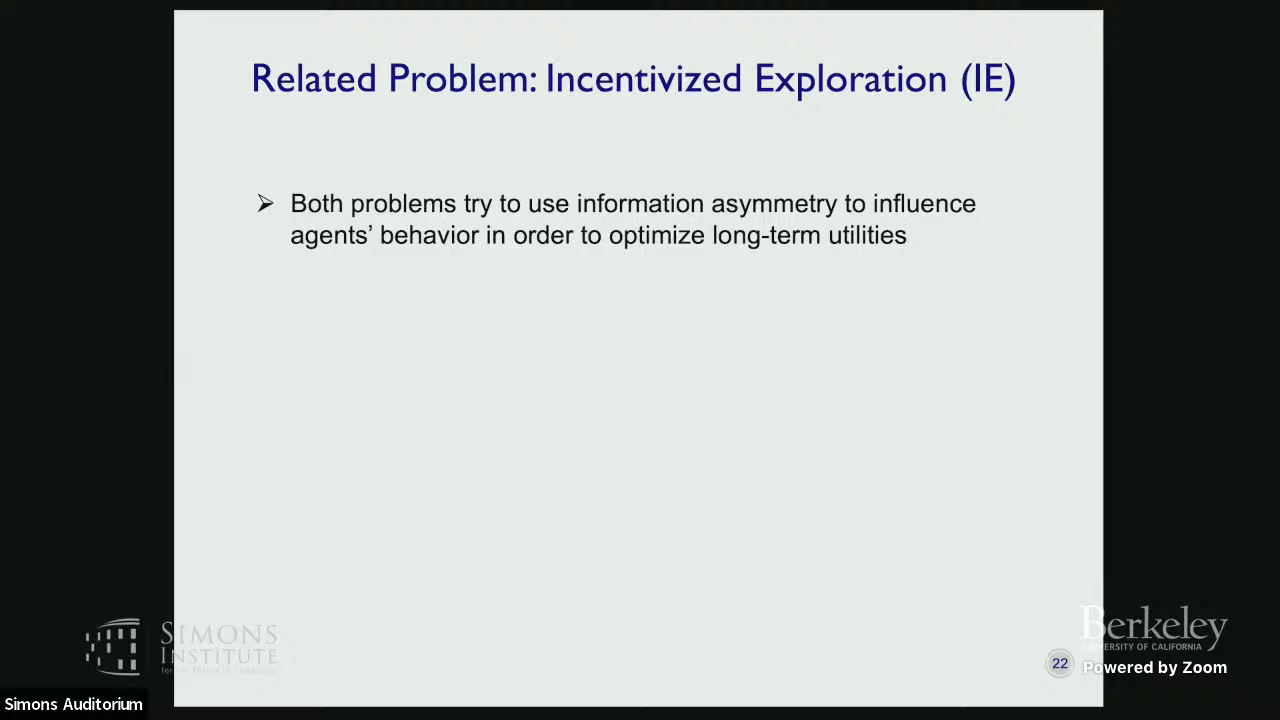 Related Problem: Incentivized Exploration (IE)
➢ Both problems try to use information asymmetry to influence
agents’ behavior in order to optimize long-term utilities
SIMONS
INSTITUTE
Berkeley
UNIVERSITY OF CALIFORNIA
22
Powered by Zoom
Simons Auditorium